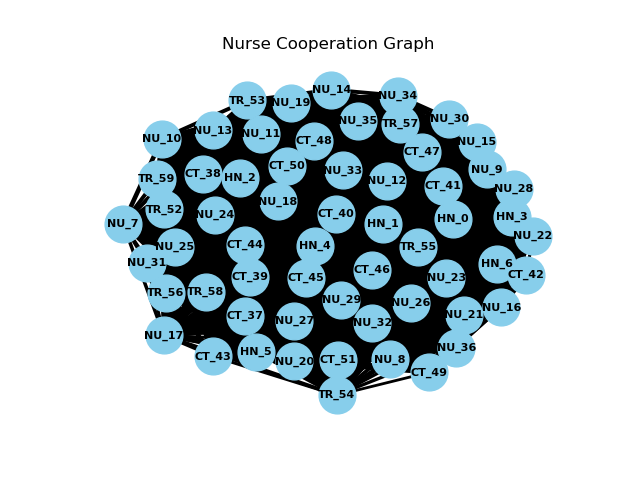 Nurse Cooperation Graph
NU_14
NU_34
TR_53
NU_19
NU_30
NU_35
TR_57
NU_13
NU_11
NU_10
CT_48
NU_15
CT_47
CT_50
NU_33
NU_9
CT_38
HN_2
TR_59
NU_12
CT_41
NU_28
NU_18
TR_52
NU_24
CT_40
HN_3
HN_0
NU_7
HN_1
NU_22
NU_25
CT_44
HN_4
TR_55
NU_31
HN_6
CT_46
CT_42
CT_39
CT_45
NU_23
TR_56
TR_58
NU_29
NU_26
NU_16
CT_37
NU_21
NU_27
NU_32
NU_17
NU_36
HN_5
CT_43
NU_20
CT_51
NU_8
CT_49
TR_54